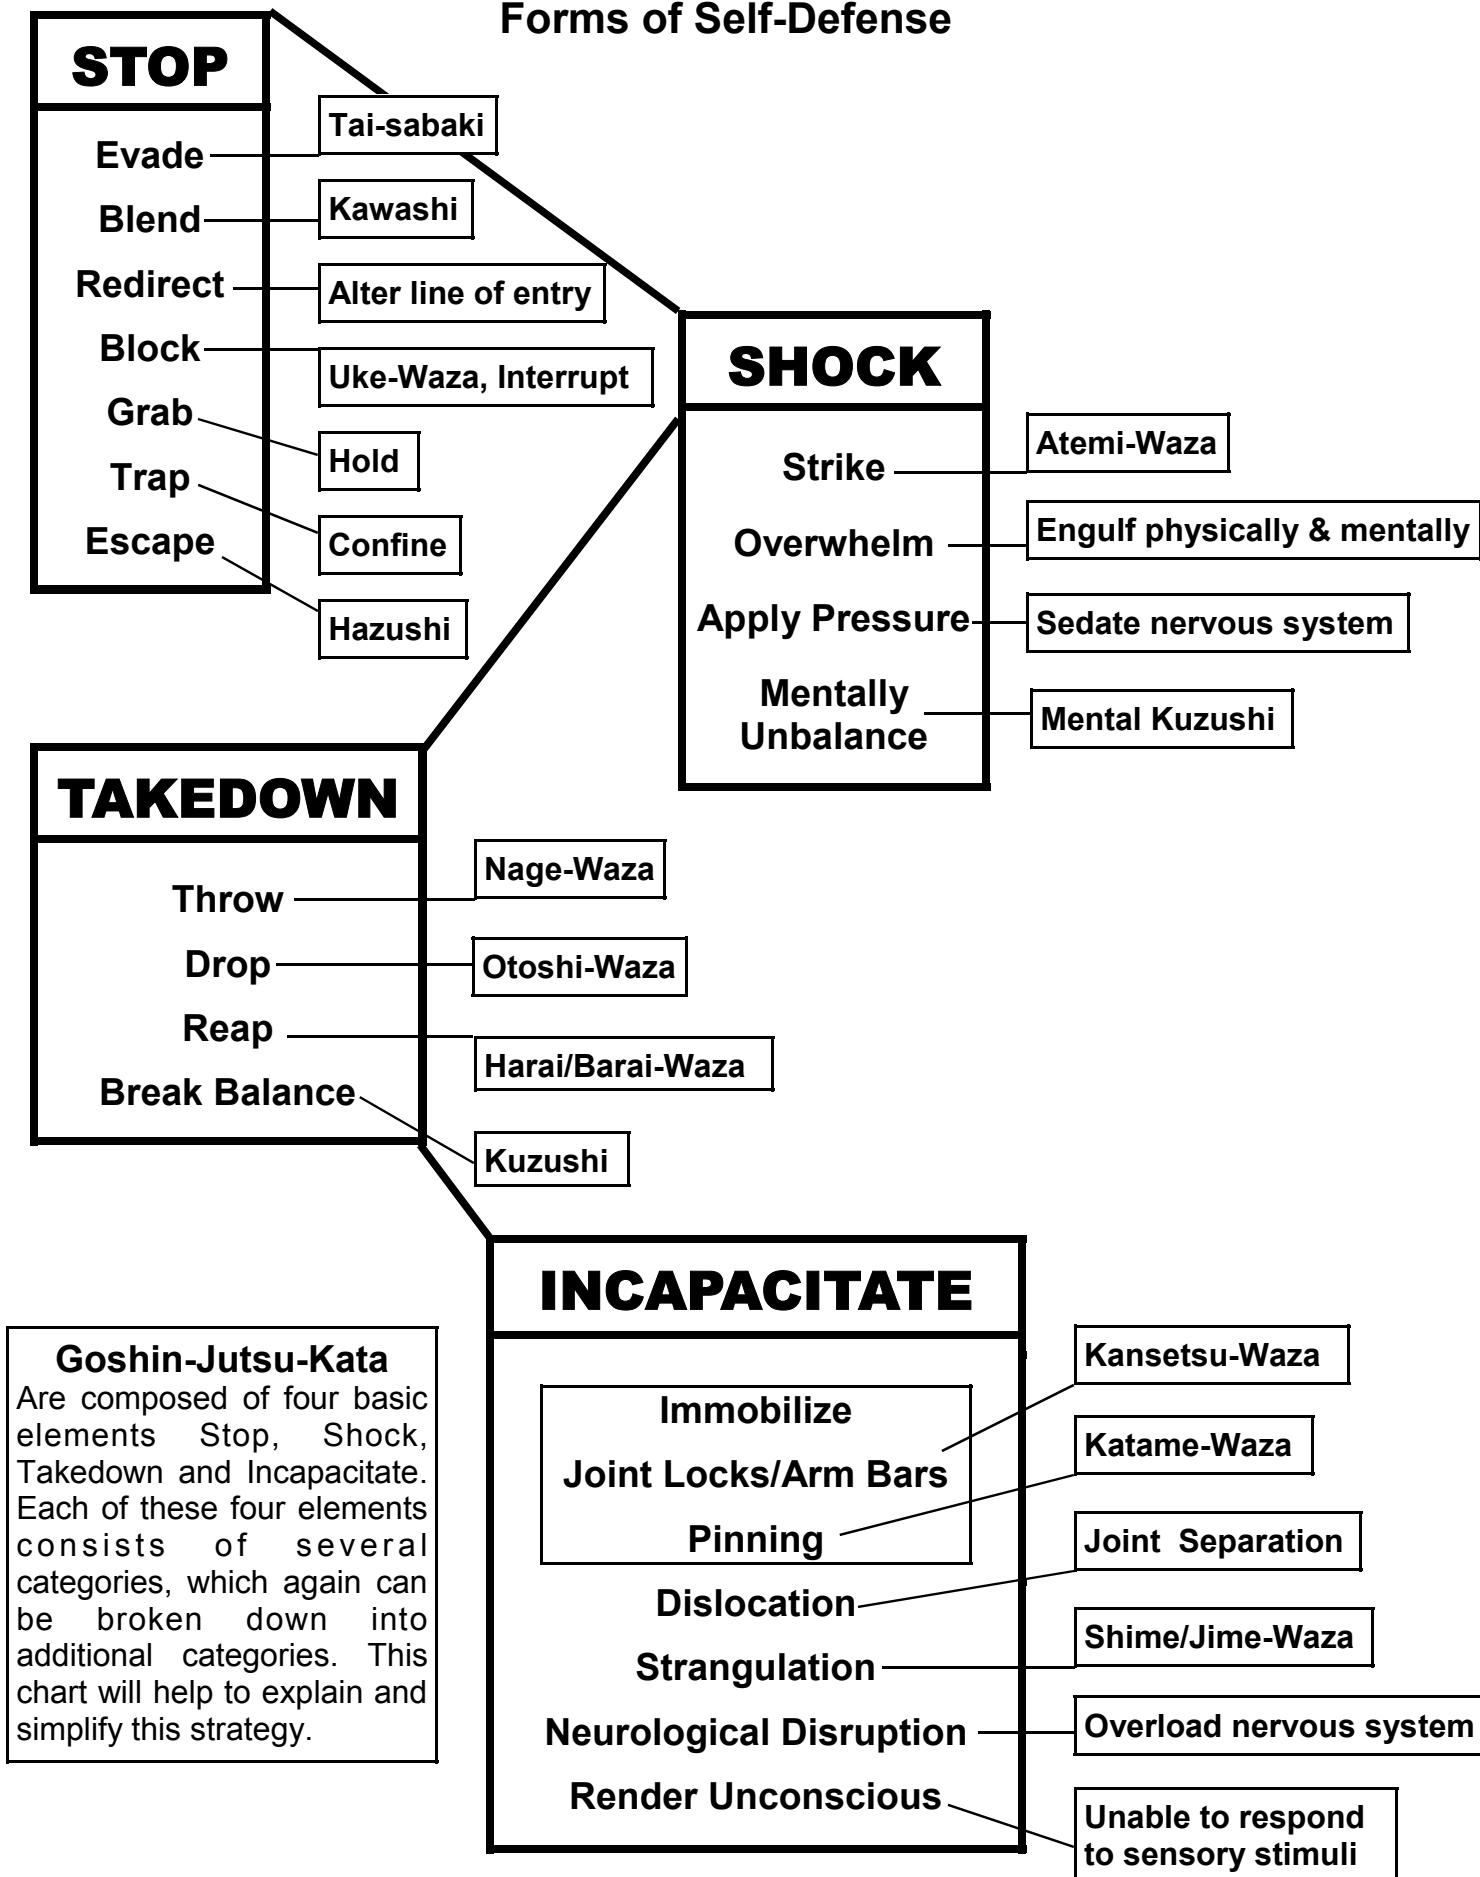 Forms of Self-Defense
STOP
Evade
Tai-sabaki
Blend
Kawashi
Redirect
Alter line of entry
Block
Uke-Waza, Interrupt
Grab
Hold
Trap
Confine
Escape
Hazushi
SHOCK
Strike
Atemi-Waza
Overwhelm
Engulf physically & mentally
Apply Pressure
Sedate nervous system
Mentally
Unbalance
Mental Kuzushi
TAKEDOWN
Throw
Nage-Waza
Drop
Otoshi-Waza
Reap
Harai/Barai-Waza
Break Balance
Kuzushi
INCAPACITATE
Immobilize
Joint Locks/Arm Bars
Kansetsu-Waza
Pinning
Katame-Waza
Dislocation
Joint Separation
Strangulation
Shime/Jime-Waza
Neurological Disruption
Overload nervous system
Render Unconscious
Unable to respond
to sensory stimuli
Goshin-Jutsu-Kata
Are composed of four basic
elements Stop, Shock,
Takedown and Incapacitate.
Each of these four elements
consists of several
categories, which again can
be broken down into
additional categories. This
chart will help to explain and
simplify this strategy.